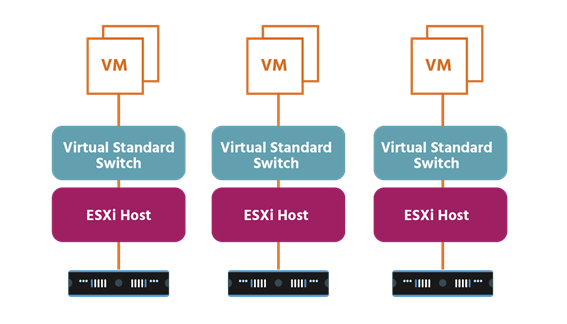 VM
VM
VM
Virtual Standard
Switch
Virtual Standard
Switch
Virtual Standard
Switch
ESXi Host
ESXi Host
ESXi Host